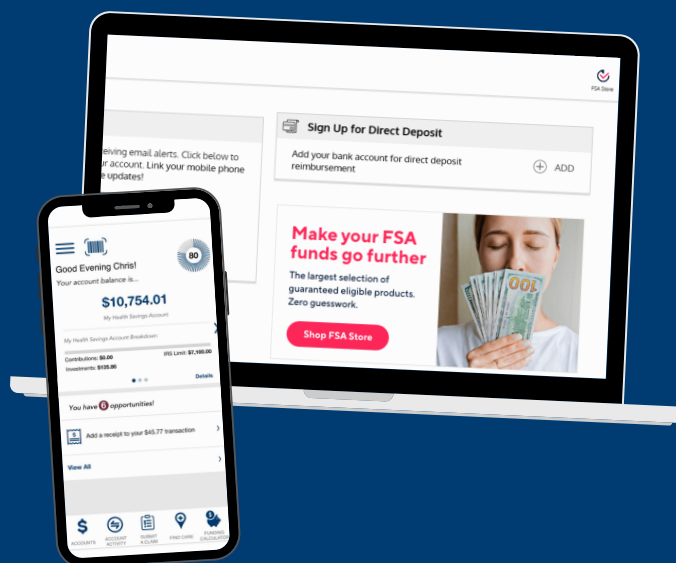 FSA Store
Sign Up for Direct Deposit
Add your bank account for direct deposit
reimbursement
ADD
eiving email alerts. Click below to
ur account. Link your mobile phone
e updates!
Make your FSA
funds go further
The largest selection of
guaranteed eligible products.
Zero guesswork.
Shop FSA Store
100
80
Good Evening Chris!
Your account balance is...
$10,754.01
My Health Savings Account
My Health Savings Account Breakdown
Contributions: $0.00
IRS Limit: $7,100.00
Investments: $135.86
Details
You have 6 opportunities!
$
Add a receipt to your $45.77 transaction
View All
ACCOUNTS
ACCOUNT
ACTIVITY
SUBMIT
A CLAIM
FIND CARE
FUNDING
CALCULATOR